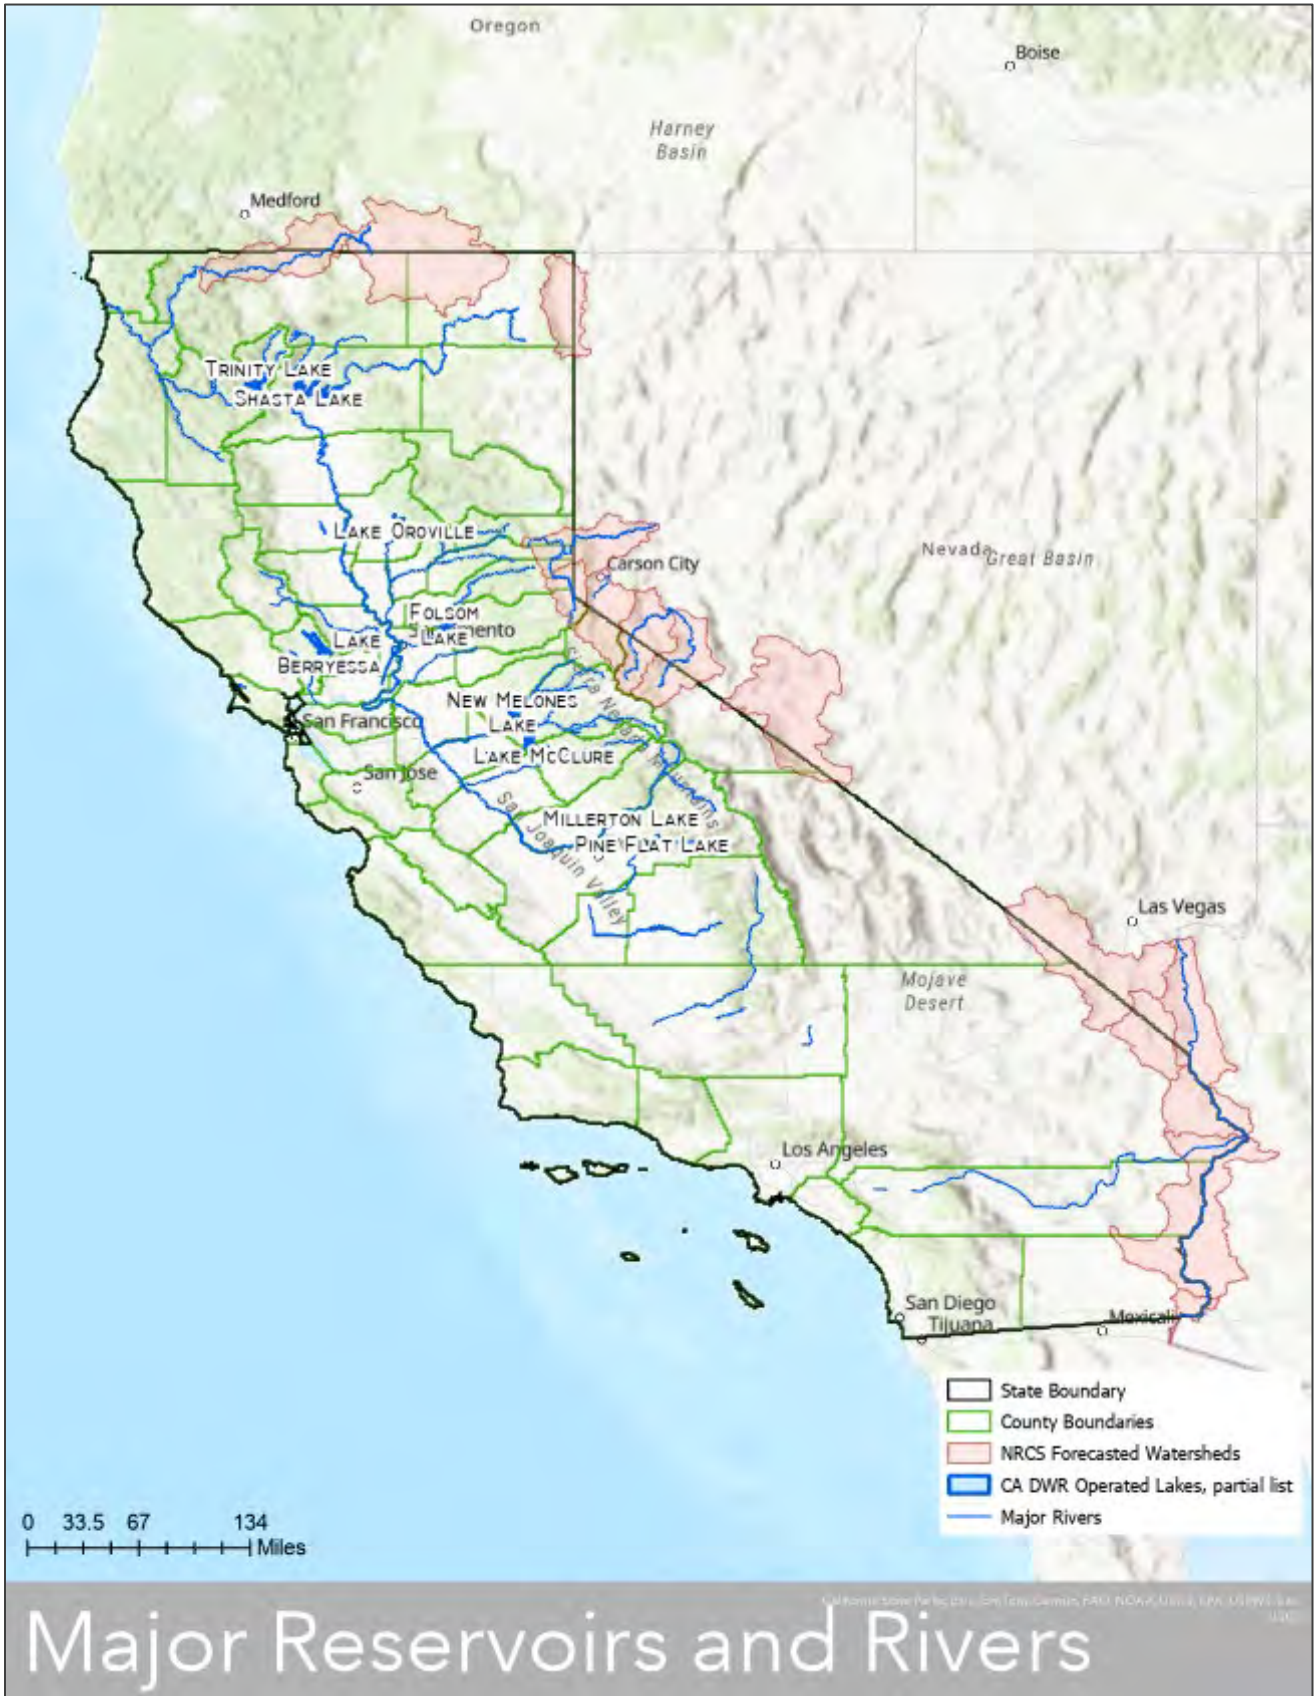 Oregon
Boise
Harney
Basin
Medford
TRINITY LAKE
SHASTA LAKE
LAKE OROVILLE
Nevada
Great Basin
Carson City
FOLSOM
LAKE
LAKE
BERRYESSA
NEW MELONES
LAKE
San Francisco
LAKE MCCLURE
San Jose
Sierra Nevada Mountains
MILLERTON LAKE
PINE FLAT LAKE
San Joaquin Valley
Las Vegas
Mojave
Desert
Los Angeles
San Diego
Tijuana
Mexicali
State Boundary
County Boundaries
NRCS Forecasted Watersheds
CA DWR Operated Lakes, partial list
Major Rivers
0 33.5 67 134
Miles
Major Reservoirs and Rivers